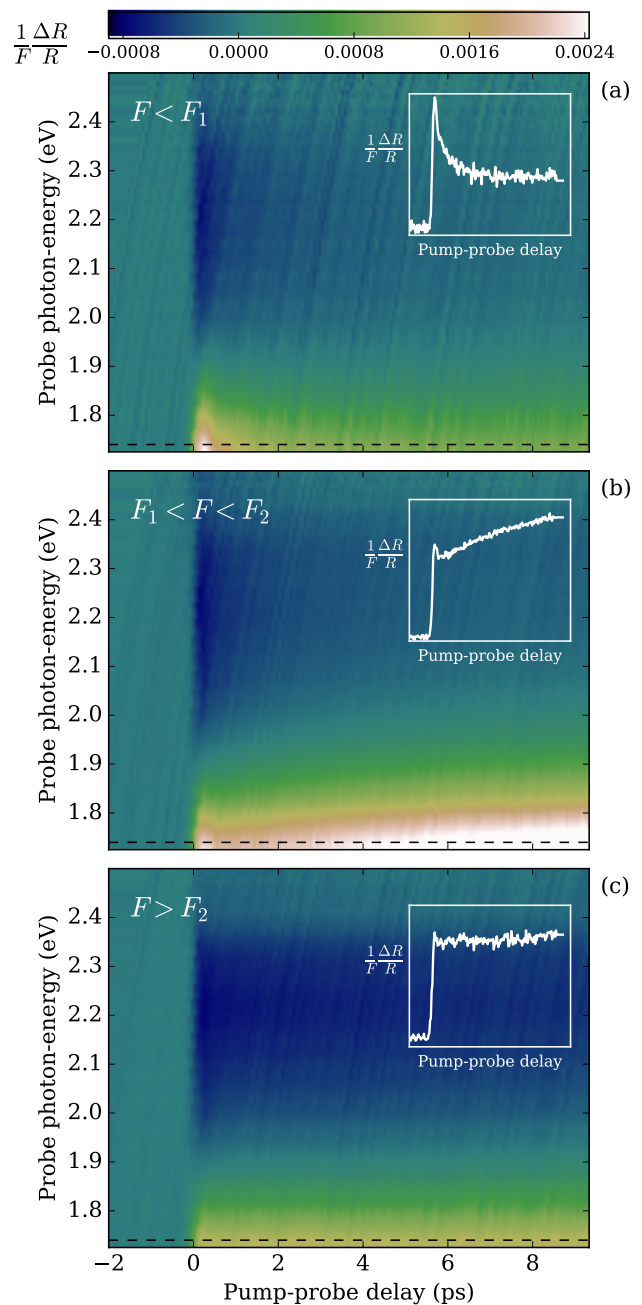 1/F ΔR/R
−0.0008 0.0000 0.0008 0.0016 0.0024
(a)
F < F₁
1/F ΔR/R
Pump-probe delay
Probe photon-energy (eV)
2.4
2.3
2.2
2.1
2.0
1.9
1.8
(b)
F₁ < F < F₂
1/F ΔR/R
Pump-probe delay
Probe photon-energy (eV)
2.4
2.3
2.2
2.1
2.0
1.9
1.8
(c)
F > F₂
1/F ΔR/R
Pump-probe delay
Probe photon-energy (eV)
2.4
2.3
2.2
2.1
2.0
1.9
1.8
−2 0 2 4 6 8
Pump-probe delay (ps)